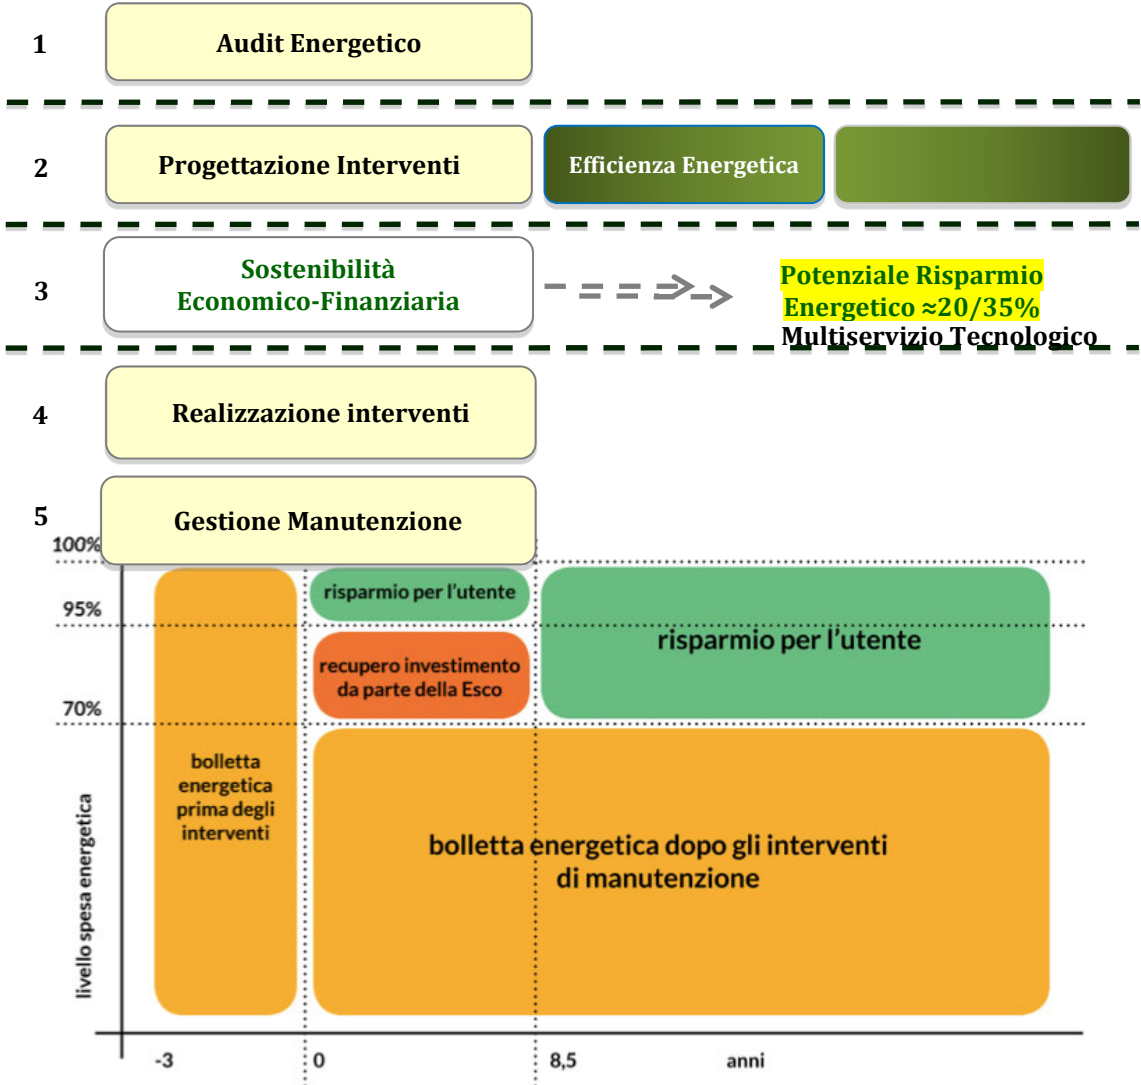 1
Audit Energetico
2
Progettazione Interventi
Efficienza Energetica
3
Sostenibilità
Economico-Finanziaria
Potenziale Risparmio
Energetico ≈20/35%
Multiservizio Tecnologico
4
Realizzazione interventi
5
Gestione Manutenzione
100%
95%
70%
livello spesa energetica
risparmio per l'utente
recupero investimento
da parte della Esco
risparmio per l'utente
bolletta
energetica
prima degli
interventi
bolletta energetica dopo gli interventi
di manutenzione
-3
0
8,5
anni